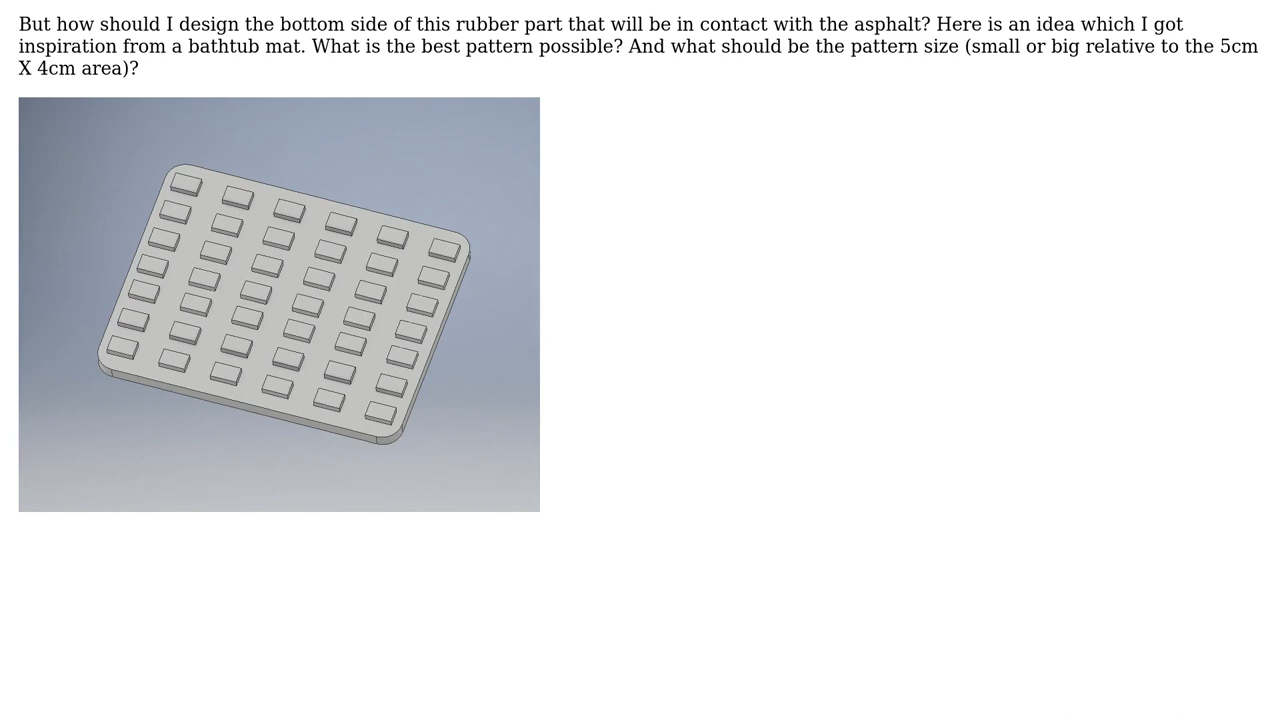 But how should I design the bottom side of this rubber part that will be in contact with the asphalt? Here is an idea which I got
inspiration from a bathtub mat. What is the best pattern possible? And what should be the pattern size (small or big relative to the 5cm
X 4cm area)?